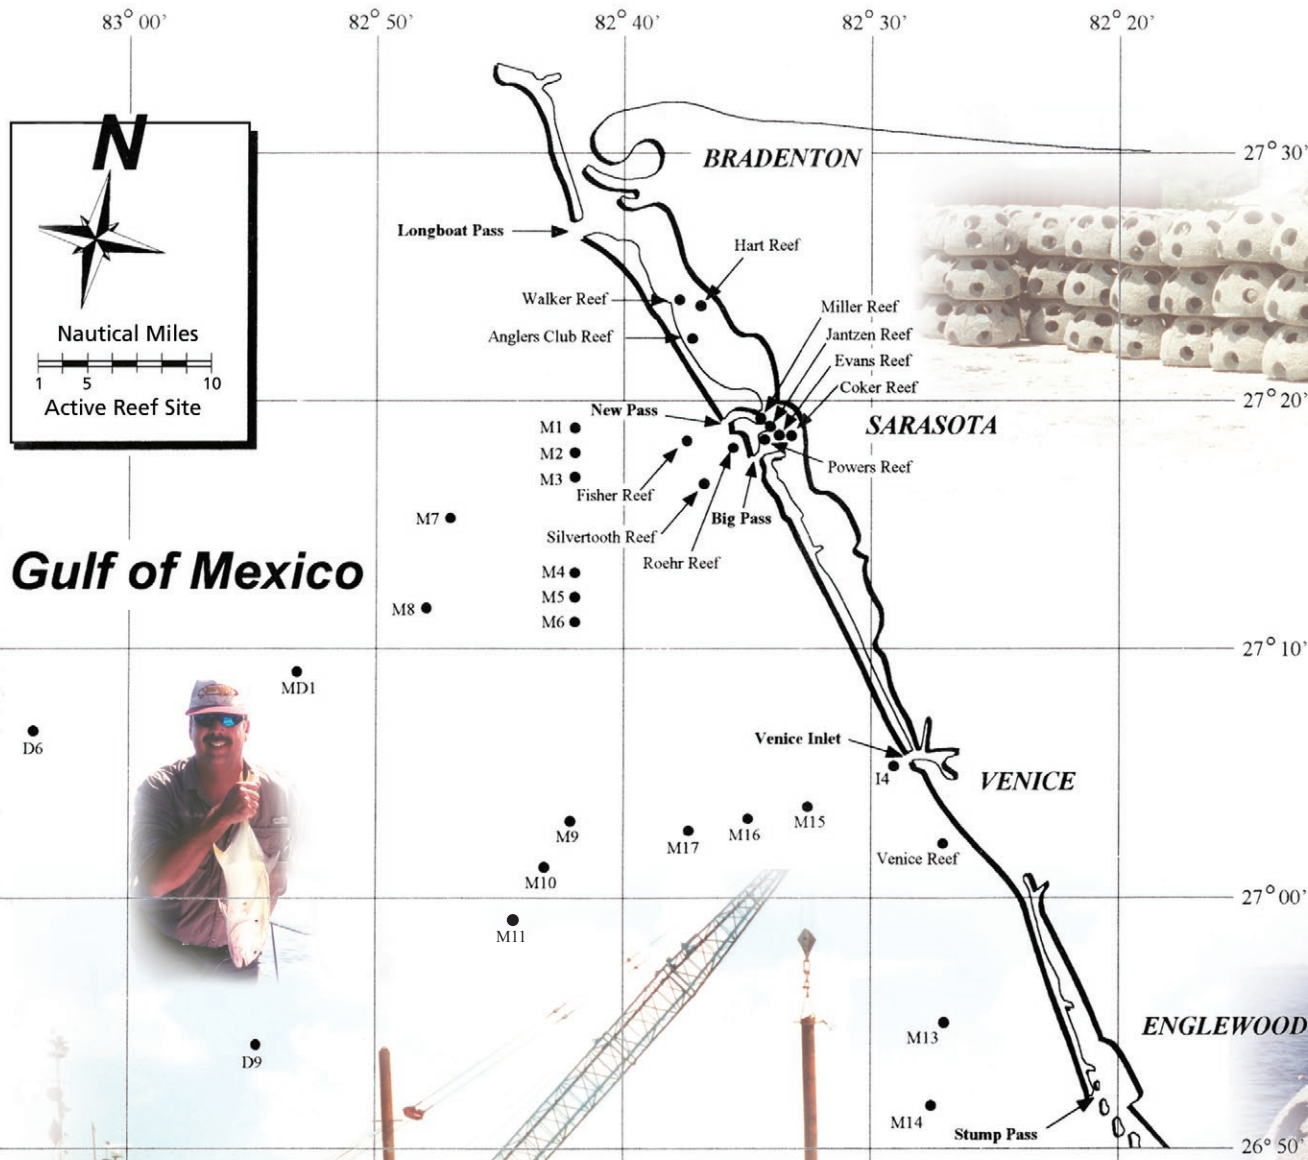 83° 00'
82° 50'
82° 40'
82° 30'
82° 20'
N
Nautical Miles
1 5 10
Active Reef Site
BRADENTON
27° 30'
Longboat Pass
Hart Reef
Walker Reef
Miller Reef
Anglers Club Reef
Jantzen Reef
Evans Reef
Coker Reef
27° 20'
New Pass
SARASOTA
M1
M2
M3
Powers Reef
Fisher Reef
M7
Big Pass
Silvertooth Reef
Roehr Reef
Gulf of Mexico
M4
M5
M6
M8
27° 10'
MD1
D6
Venice Inlet
I4
VENICE
M15
M16
M17
M9
Venice Reef
M10
27° 00'
M11
M13
ENGLEWOOD
D9
M14
Stump Pass
26° 50'